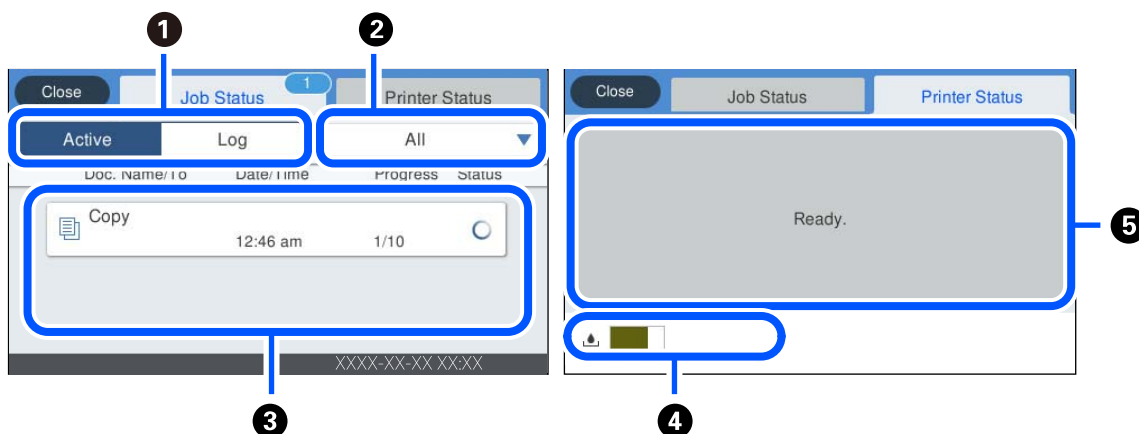 1 2
Close Job Status 1 Printer Status
Active Log All
Doc. Name/To Date/Time Progress Status
Copy
12:46 am 1/10
XXXX-XX-XX XX:XX
3
Close Job Status Printer Status
Ready.
5
4